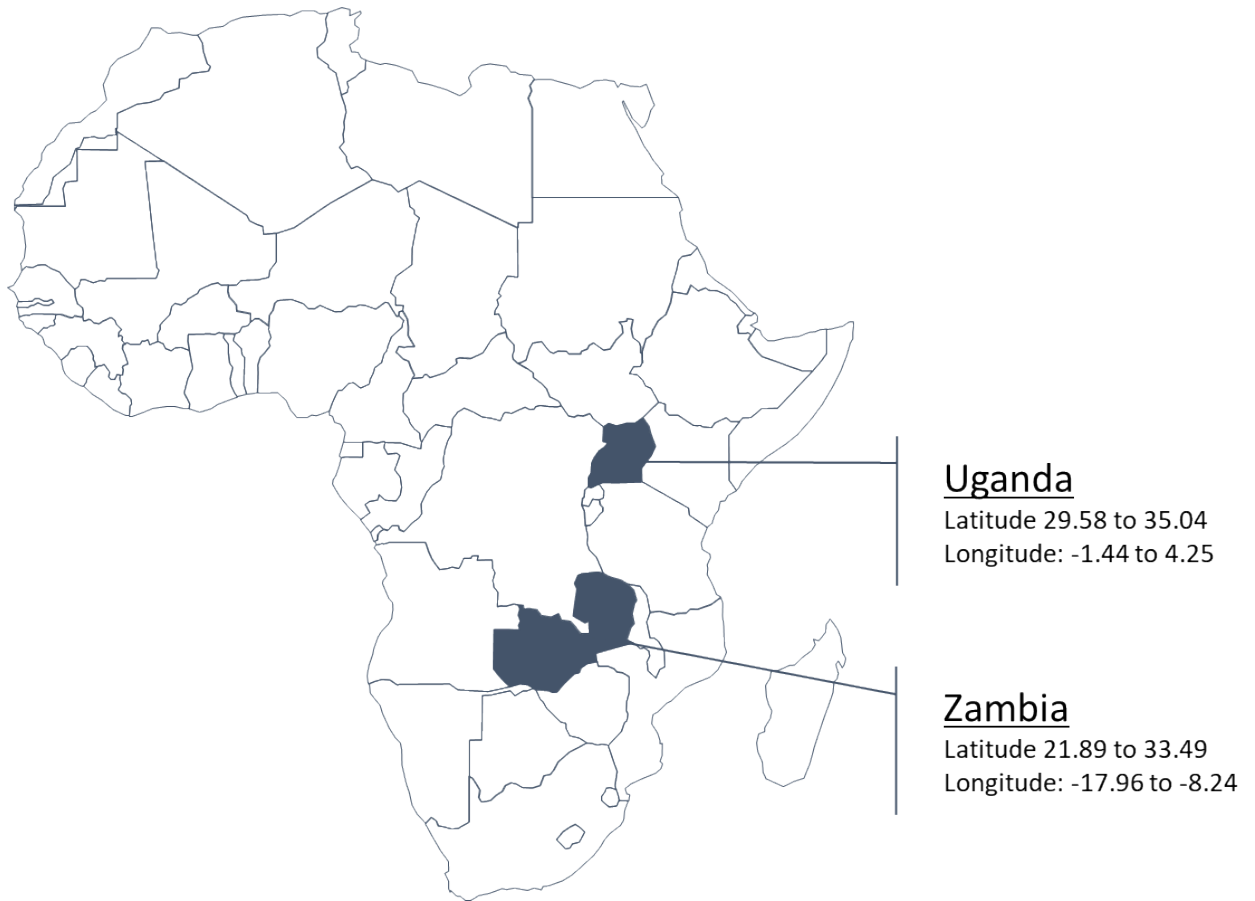 Uganda
Latitude 29.58 to 35.04
Longitude: -1.44 to 4.25
Zambia
Latitude 21.89 to 33.49
Longitude: -17.96 to -8.24